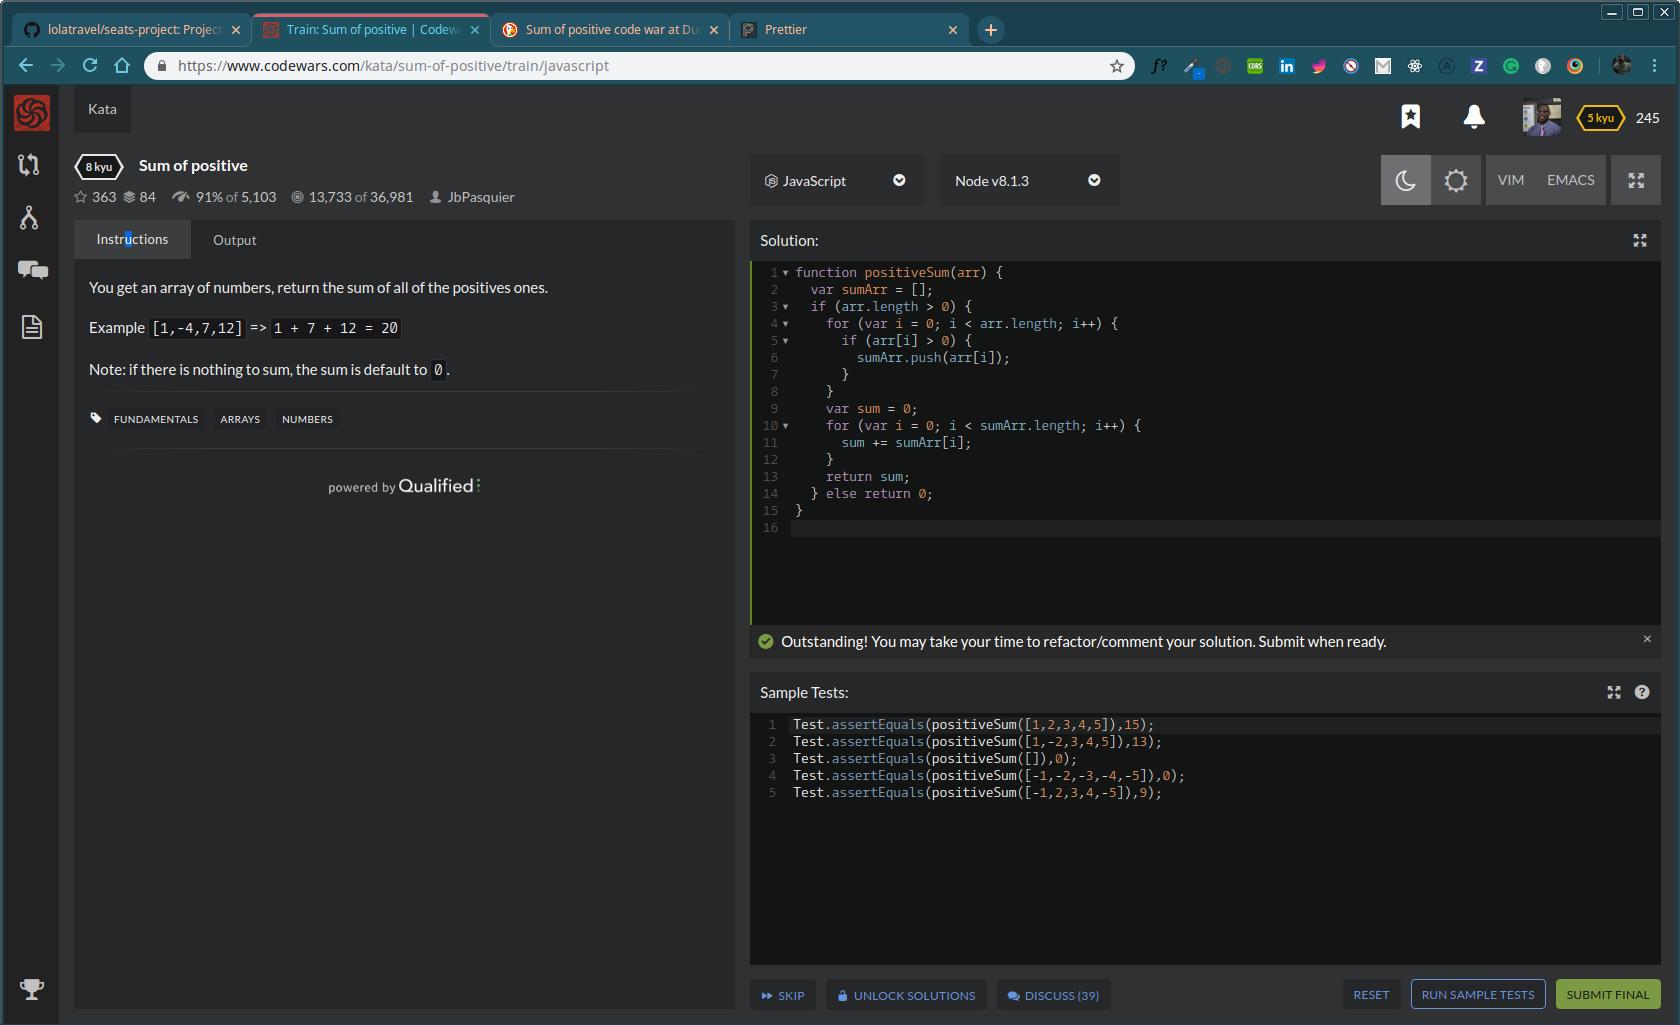 lolatravel/seats-project: Project
Train: Sum of positive | Codewa
Sum of positive code war at Du
Prettier
https://www.codewars.com/kata/sum-of-positive/train/javascript
f?
CORS
in
Z
Kata
5 kyu
245
8 kyu
Sum of positive
363 84 91% of 5,103 13,733 of 36,981 JbPasquier
JavaScript
Node v8.1.3
VIM
EMACS
Instructions
Output
You get an array of numbers, return the sum of all of the positives ones.
Example [1,-4,7,12] => 1 + 7 + 12 = 20
Note: if there is nothing to sum, the sum is default to 0.
FUNDAMENTALS ARRAYS NUMBERS
powered by Qualified
Solution:
1 function positiveSum(arr) {
2 var sumArr = [];
3 if (arr.length > 0) {
4 for (var i = 0; i < arr.length; i++) {
5 if (arr[i] > 0) {
6 sumArr.push(arr[i]);
7 }
8 }
9 var sum = 0;
10 for (var i = 0; i < sumArr.length; i++) {
11 sum += sumArr[i];
12 }
13 return sum;
14 } else return 0;
15 }
16
Outstanding! You may take your time to refactor/comment your solution. Submit when ready.
Sample Tests:
1 Test.assertEquals(positiveSum([1,2,3,4,5]),15);
2 Test.assertEquals(positiveSum([1,-2,3,4,5]),13);
3 Test.assertEquals(positiveSum([]),0);
4 Test.assertEquals(positiveSum([-1,-2,-3,-4,-5]),0);
5 Test.assertEquals(positiveSum([-1,2,3,4,-5]),9);
SKIP
UNLOCK SOLUTIONS
DISCUSS (39)
RESET
RUN SAMPLE TESTS
SUBMIT FINAL